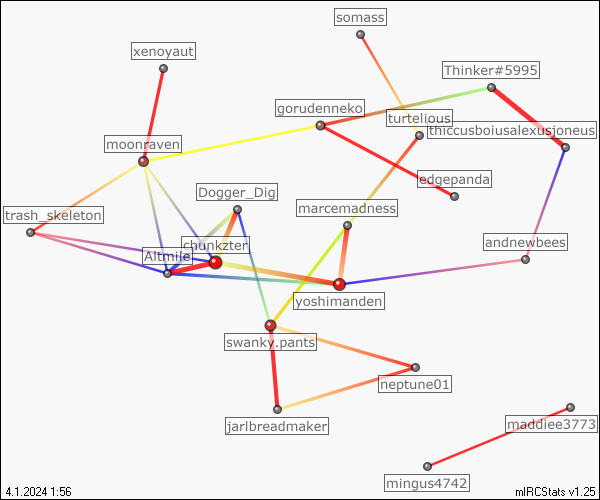 somass
xenoyaut
Thinker#5995
gorudenneko
turtelious
thiccusboiusalexusjoneus
moonraven
edgepanda
Dogger_Dig
marcemadness
trash_skeleton
chunkzter
andnewbees
Altmile
yoshimanden
swanky.pants
neptune01
jarlbreadmaker
maddiee3773
mingus4742
4.1.2024 1:56
mIRCStats v1.25